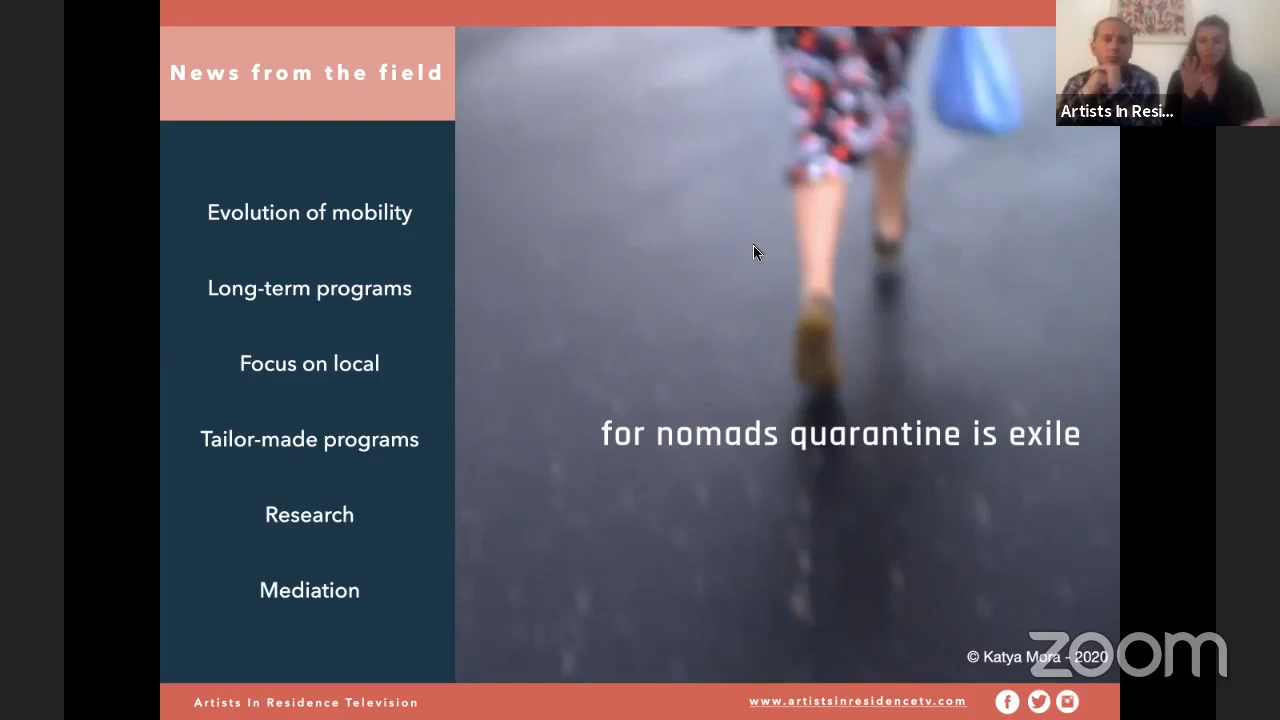 News from the field
Artists In Resi...
Evolution of mobility
Long-term programs
Focus on local
Tailor-made programs
Research
Mediation
for nomads quarantine is exile
© Katya Mora - 2020
zoom
Artists In Residence Television
www.artistsinresidencetv.com